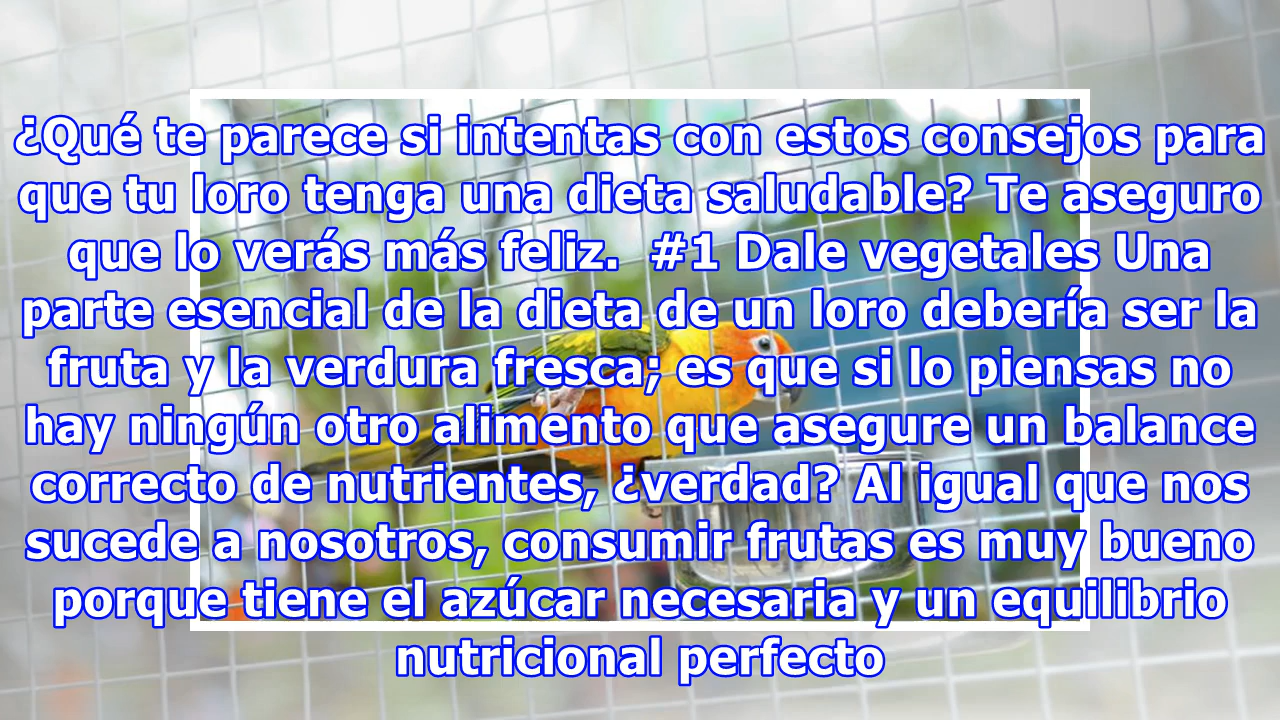 ¿Qué te parece si intentas con estos consejos para
que tu loro tenga una dieta saludable? Te aseguro
que lo verás más feliz.  #1 Dale vegetales Una
parte esencial de la dieta de un loro debería ser la
fruta y la verdura fresca; es que si lo piensas no
hay ningún otro alimento que asegure un balance
correcto de nutrientes, ¿verdad? Al igual que nos
sucede a nosotros, consumir frutas es muy bueno
porque tiene el azúcar necesaria y un equilibrio
nutricional perfecto